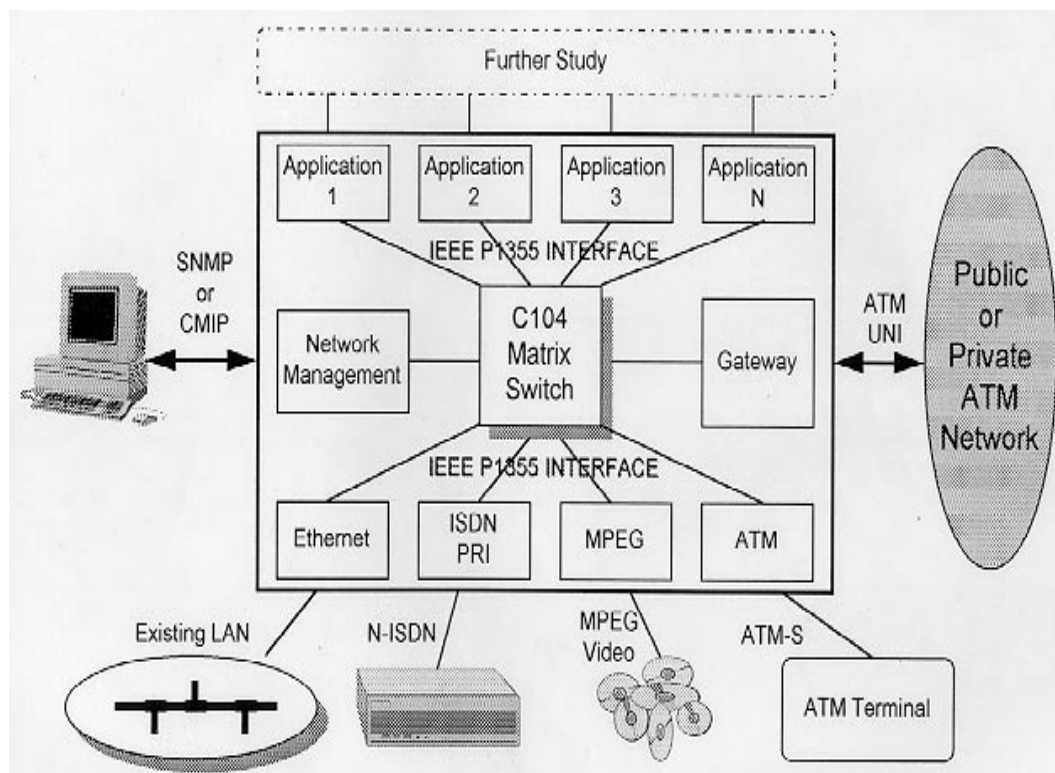 Further Study
Application
1
Application
2
Application
3
Application
N
IEEE P1355 INTERFACE
SNMP
or
CMIP
Network
Management
C104
Matrix
Switch
Gateway
ATM
UNI
Public
or
Private
ATM
Network
IEEE P1355 INTERFACE
Ethernet
ISDN
PRI
MPEG
ATM
Existing LAN
N-ISDN
MPEG
Video
ATM-S
ATM Terminal